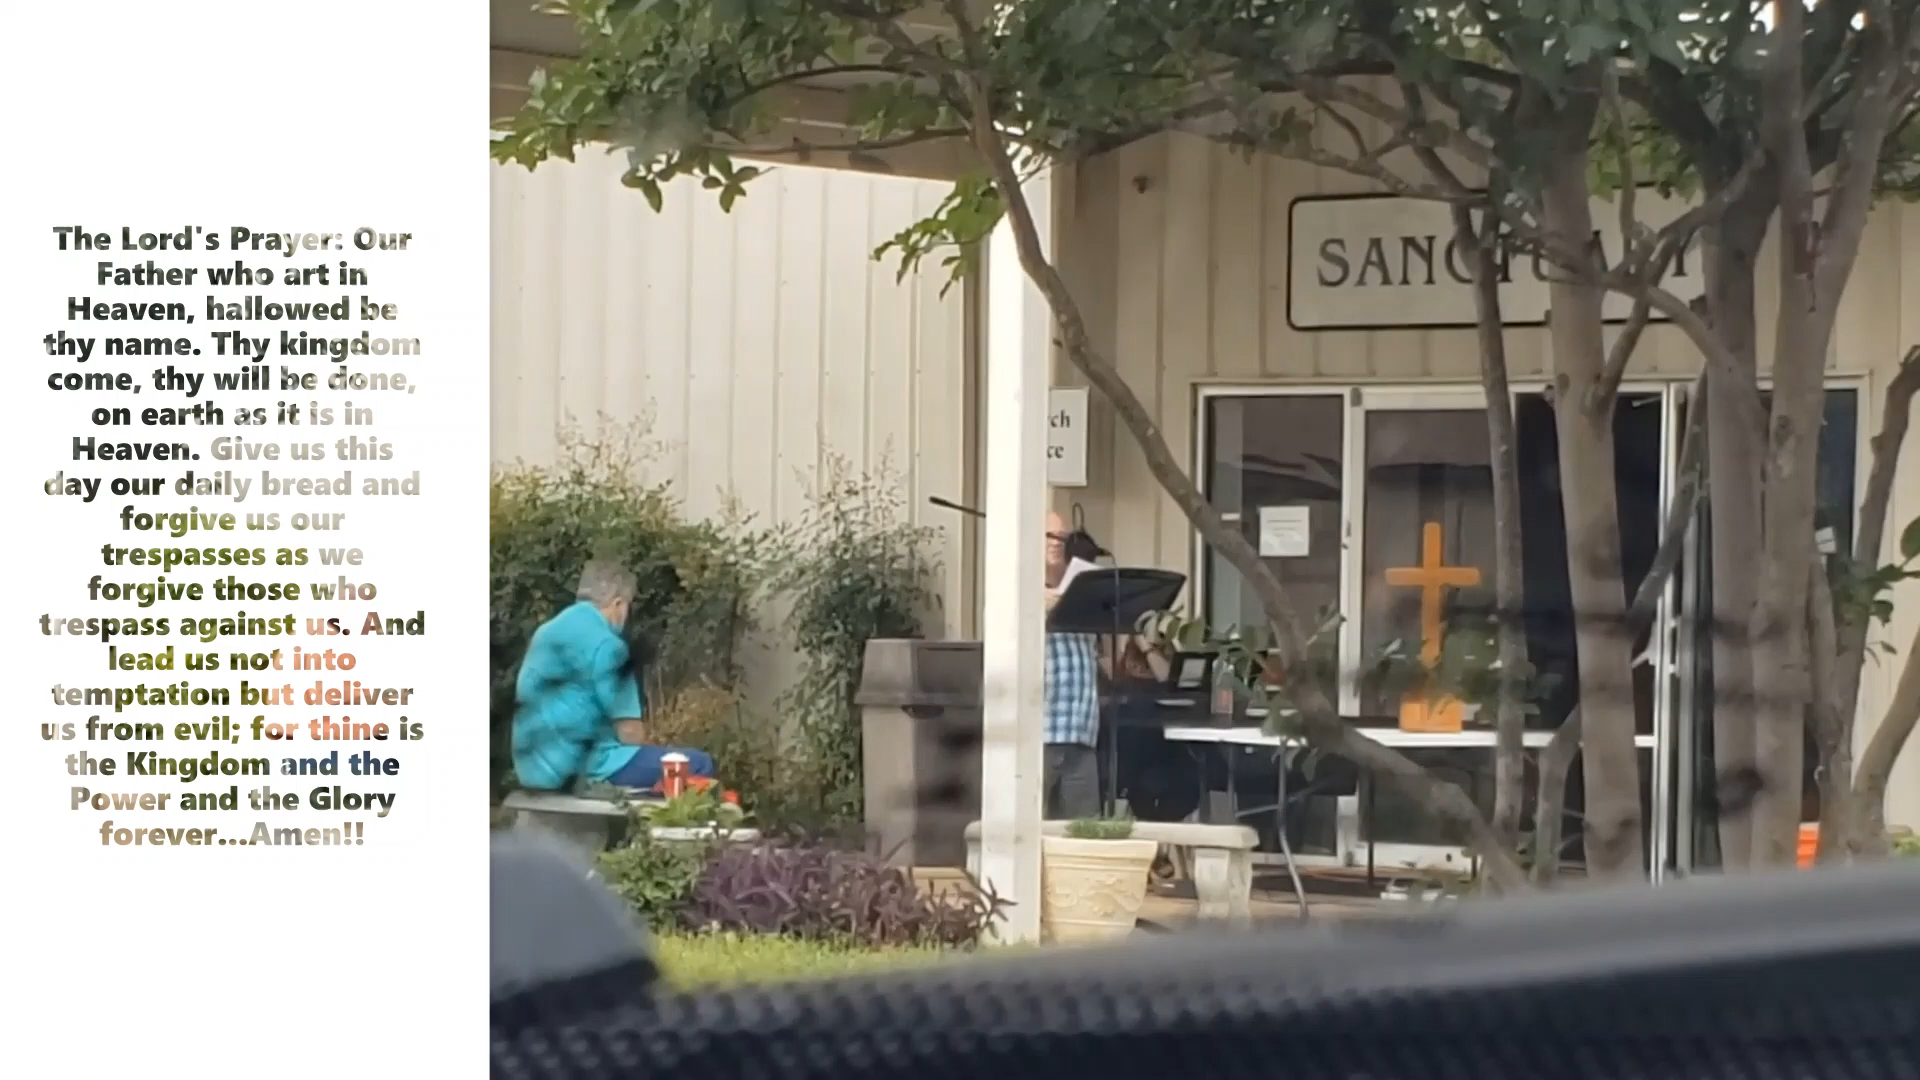 The Lord's Prayer: Our
Father who art in
Heaven, hallowed be
thy name. Thy kingdom
come, thy will be done,
on earth as it is in
Heaven. Give us this
day our daily bread and
forgive us our
trespasses as we
forgive those who
trespass against us. And
lead us not into
temptation but deliver
us from evil; for thine is
the Kingdom and the
Power and the Glory
forever...Amen!!
SANCTUARY
ch
ce